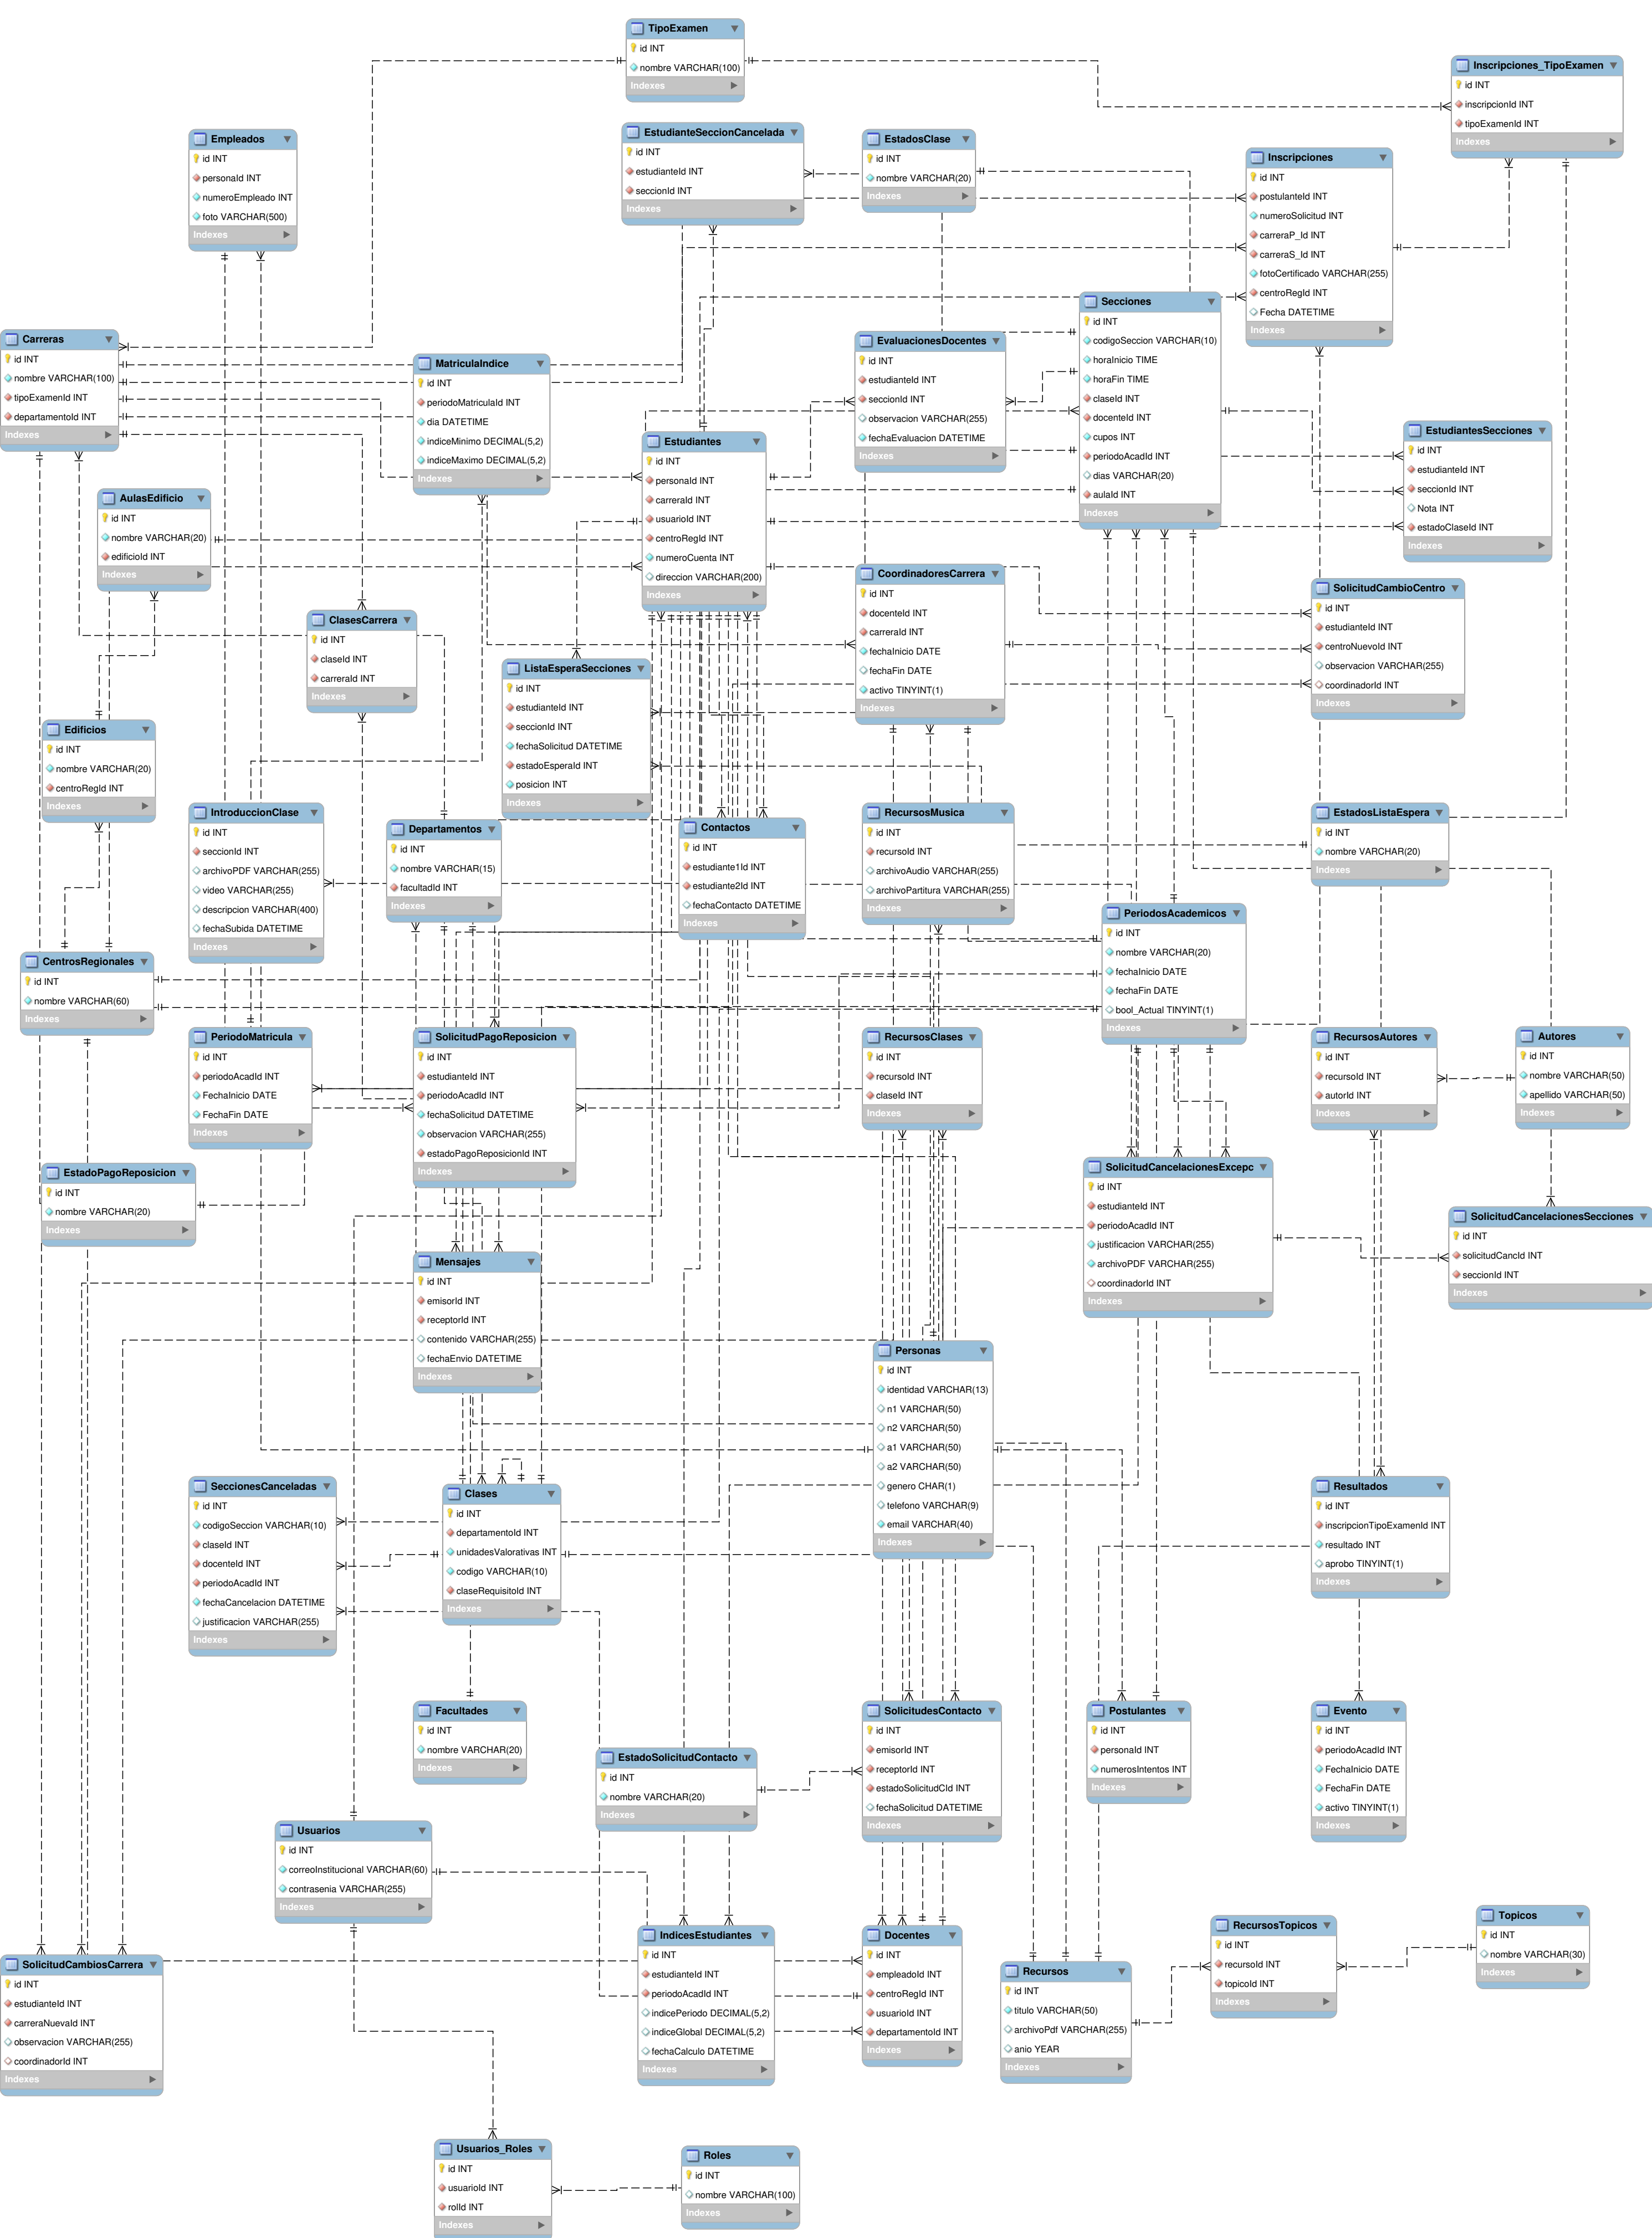 TipoExamen
id INT
nombre VARCHAR(100)
Indexes
Inscripciones_TipoExamen
id INT
inscripcionId INT
tipoExamenId INT
Indexes
Empleados
id INT
personaId INT
numeroEmpleado INT
foto VARCHAR(500)
Indexes
EstudianteSeccionCancelada
id INT
estudianteId INT
seccionId INT
Indexes
EstadosClase
id INT
nombre VARCHAR(20)
Indexes
Inscripciones
id INT
postulanteId INT
numeroSolicitud INT
carreraP_Id INT
carreraS_Id INT
fotoCertificado VARCHAR(255)
centroRegId INT
Fecha DATETIME
Indexes
Secciones
id INT
codigoSeccion VARCHAR(10)
horaInicio TIME
horaFin TIME
claseId INT
docenteId INT
cupos INT
periodoAcadId INT
dias VARCHAR(20)
aulaId INT
Indexes
Carreras
id INT
nombre VARCHAR(100)
tipoExamenId INT
departamentoId INT
Indexes
MatriculaIndice
id INT
periodoMatriculaId INT
dia DATETIME
indiceMinimo DECIMAL(5,2)
indiceMaximo DECIMAL(5,2)
Indexes
EvaluacionesDocentes
id INT
estudianteId INT
seccionId INT
observacion VARCHAR(255)
fechaEvaluacion DATETIME
Indexes
Estudiantes
id INT
personaId INT
carreraId INT
usuarioId INT
centroRegId INT
numeroCuenta INT
direccion VARCHAR(200)
Indexes
EstudiantesSecciones
id INT
estudianteId INT
seccionId INT
Nota INT
estadoClaseId INT
Indexes
AulasEdificio
id INT
nombre VARCHAR(20)
edificioId INT
Indexes
CoordinadoresCarrera
id INT
docenteId INT
carreraId INT
fechaInicio DATE
fechaFin DATE
activo TINYINT(1)
Indexes
SolicitudCambioCentro
id INT
estudianteId INT
centroNuevoId INT
observacion VARCHAR(255)
coordinadorId INT
Indexes
ClasesCarrera
id INT
claseId INT
carreraId INT
Indexes
ListaEsperaSecciones
id INT
estudianteId INT
seccionId INT
fechaSolicitud DATETIME
estadoEsperaId INT
posicion INT
Indexes
Edificios
id INT
nombre VARCHAR(20)
centroRegId INT
Indexes
IntroduccionClase
id INT
seccionId INT
archivoPDF VARCHAR(255)
video VARCHAR(255)
descripcion VARCHAR(400)
fechaSubida DATETIME
Indexes
Departamentos
id INT
nombre VARCHAR(15)
facultadId INT
Indexes
Contactos
id INT
estudiante1Id INT
estudiante2Id INT
fechaContacto DATETIME
Indexes
RecursosMusica
id INT
recursoId INT
archivoAudio VARCHAR(255)
archivoPartitura VARCHAR(255)
Indexes
EstadosListaEspera
id INT
nombre VARCHAR(20)
Indexes
PeriodosAcademicos
id INT
nombre VARCHAR(20)
fechaInicio DATE
fechaFin DATE
bool_Actual TINYINT(1)
Indexes
CentrosRegionales
id INT
nombre VARCHAR(60)
Indexes
PeriodoMatricula
id INT
periodoAcadId INT
FechaInicio DATE
FechaFin DATE
Indexes
SolicitudPagoReposicion
id INT
estudianteId INT
periodoAcadId INT
fechaSolicitud DATETIME
observacion VARCHAR(255)
estadoPagoReposicionId INT
Indexes
RecursosClases
id INT
recursoId INT
claseId INT
Indexes
RecursosAutores
id INT
recursoId INT
autorId INT
Indexes
Autores
id INT
nombre VARCHAR(50)
apellido VARCHAR(50)
Indexes
EstadoPagoReposicion
id INT
nombre VARCHAR(20)
Indexes
SolicitudCancelacionesExcepc
id INT
estudianteId INT
periodoAcadId INT
justificacion VARCHAR(255)
archivoPDF VARCHAR(255)
coordinadorId INT
Indexes
SolicitudCancelacionesSecciones
id INT
solicitudCancId INT
seccionId INT
Indexes
Mensajes
id INT
emisorId INT
receptorId INT
contenido VARCHAR(255)
fechaEnvio DATETIME
Indexes
Personas
id INT
identidad VARCHAR(13)
n1 VARCHAR(50)
n2 VARCHAR(50)
a1 VARCHAR(50)
a2 VARCHAR(50)
genero CHAR(1)
telefono VARCHAR(9)
email VARCHAR(40)
Indexes
SeccionesCanceladas
id INT
codigoSeccion VARCHAR(10)
claseId INT
docenteId INT
periodoAcadId INT
fechaCancelacion DATETIME
justificacion VARCHAR(255)
Indexes
Clases
id INT
departamentoId INT
unidadesValorativas INT
codigo VARCHAR(10)
claseRequisitoId INT
Indexes
Resultados
id INT
inscripcionTipoExamenId INT
resultado INT
aprobo TINYINT(1)
Indexes
Facultades
id INT
nombre VARCHAR(20)
Indexes
EstadoSolicitudContacto
id INT
nombre VARCHAR(20)
Indexes
SolicitudesContacto
id INT
emisorId INT
receptorId INT
estadoSolicitudCId INT
fechaSolicitud DATETIME
Indexes
Postulantes
id INT
personaId INT
numerosIntentos INT
Indexes
Evento
id INT
periodoAcadId INT
FechaInicio DATE
FechaFin DATE
activo TINYINT(1)
Indexes
Usuarios
id INT
correoInstitucional VARCHAR(60)
contrasenia VARCHAR(255)
Indexes
SolicitudCambiosCarrera
id INT
estudianteId INT
carreraNuevaId INT
observacion VARCHAR(255)
coordinadorId INT
Indexes
IndicesEstudiantes
id INT
estudianteId INT
periodoAcadId INT
indicePeriodo DECIMAL(5,2)
indiceGlobal DECIMAL(5,2)
fechaCalculo DATETIME
Indexes
Docentes
id INT
empleadoId INT
centroRegId INT
usuarioId INT
departamentoId INT
Indexes
Recursos
id INT
titulo VARCHAR(50)
archivoPdf VARCHAR(255)
anio YEAR
Indexes
RecursosTopicos
id INT
recursoId INT
topicoId INT
Indexes
Topicos
id INT
nombre VARCHAR(30)
Indexes
Usuarios_Roles
id INT
usuarioId INT
rolId INT
Indexes
Roles
id INT
nombre VARCHAR(100)
Indexes